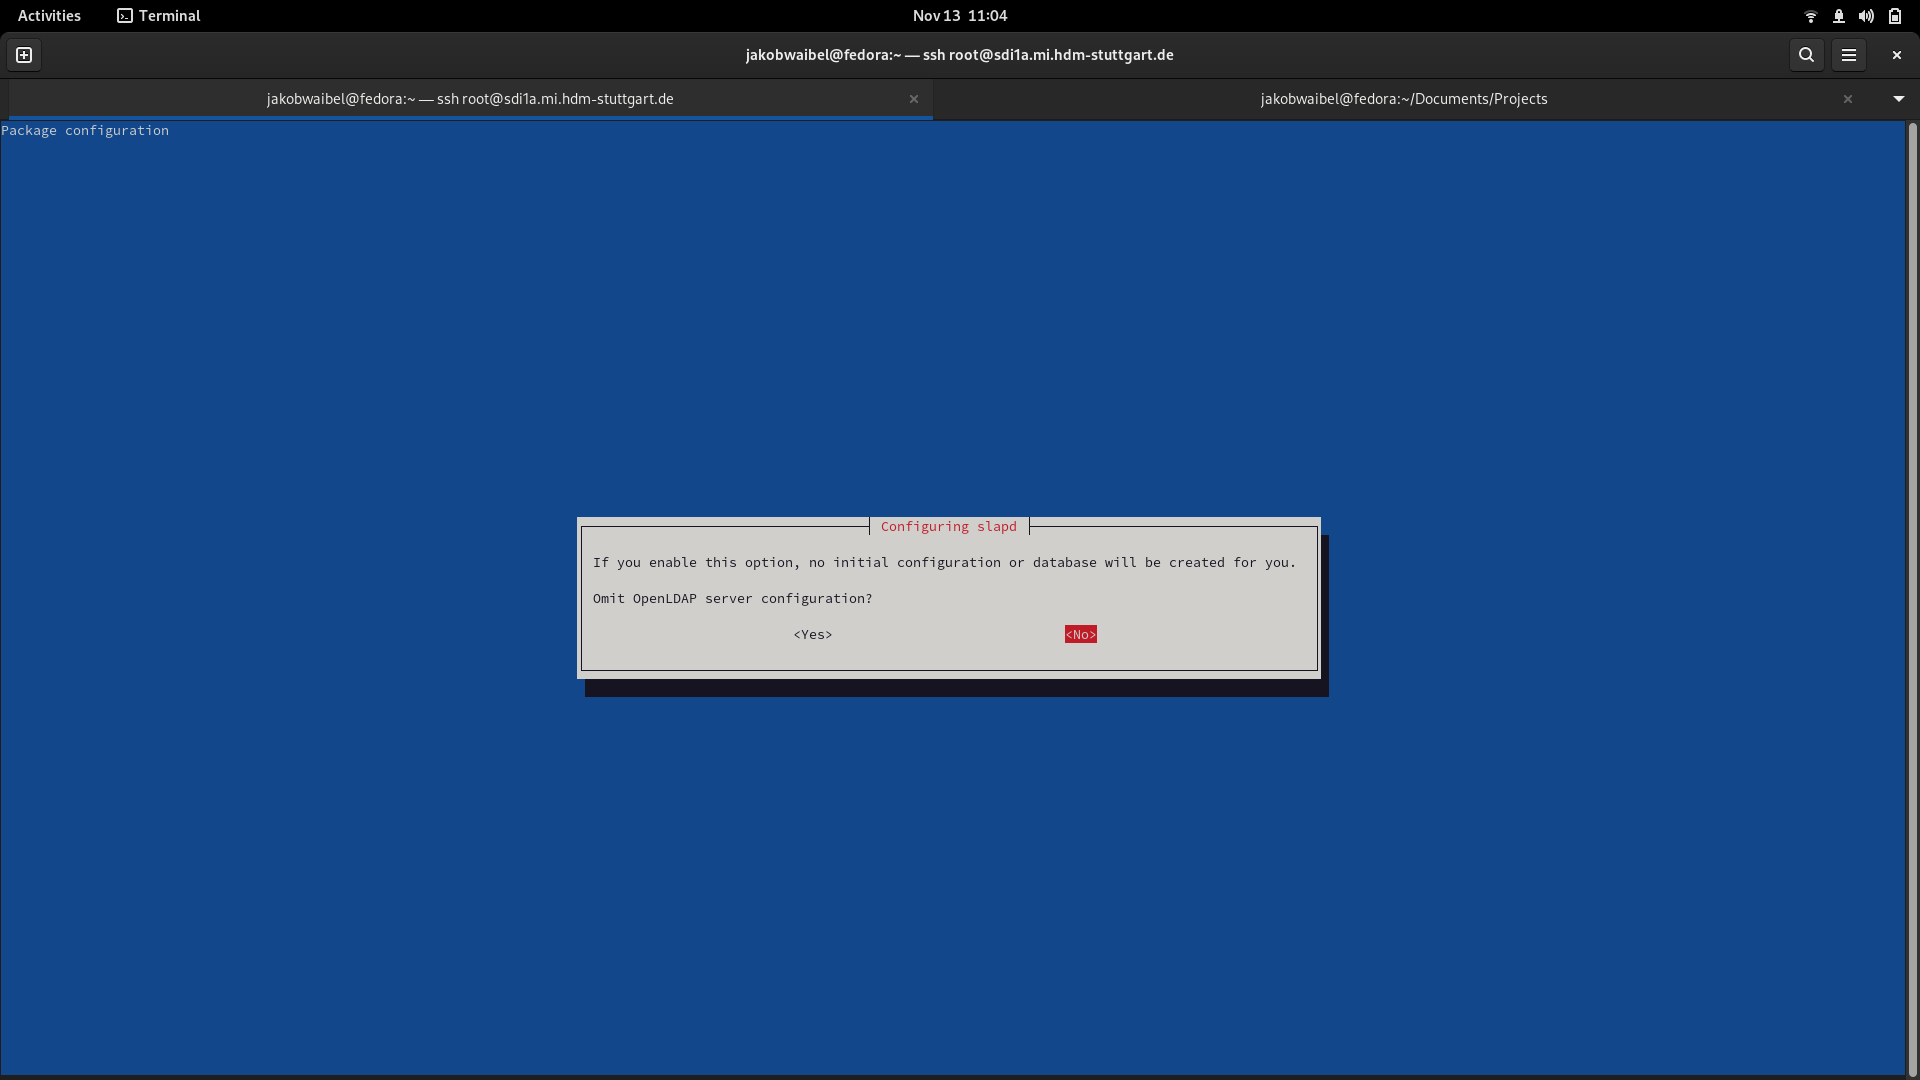 Activities
Terminal
Nov 13 11:04
jakobwaibel@fedora:~ — ssh root@sdi1a.mi.hdm-stuttgart.de
jakobwaibel@fedora:~ — ssh root@sdi1a.mi.hdm-stuttgart.de
jakobwaibel@fedora:~/Documents/Projects
Package configuration
Configuring slapd
If you enable this option, no initial configuration or database will be created for you.
Omit OpenLDAP server configuration?
<Yes>
<No>